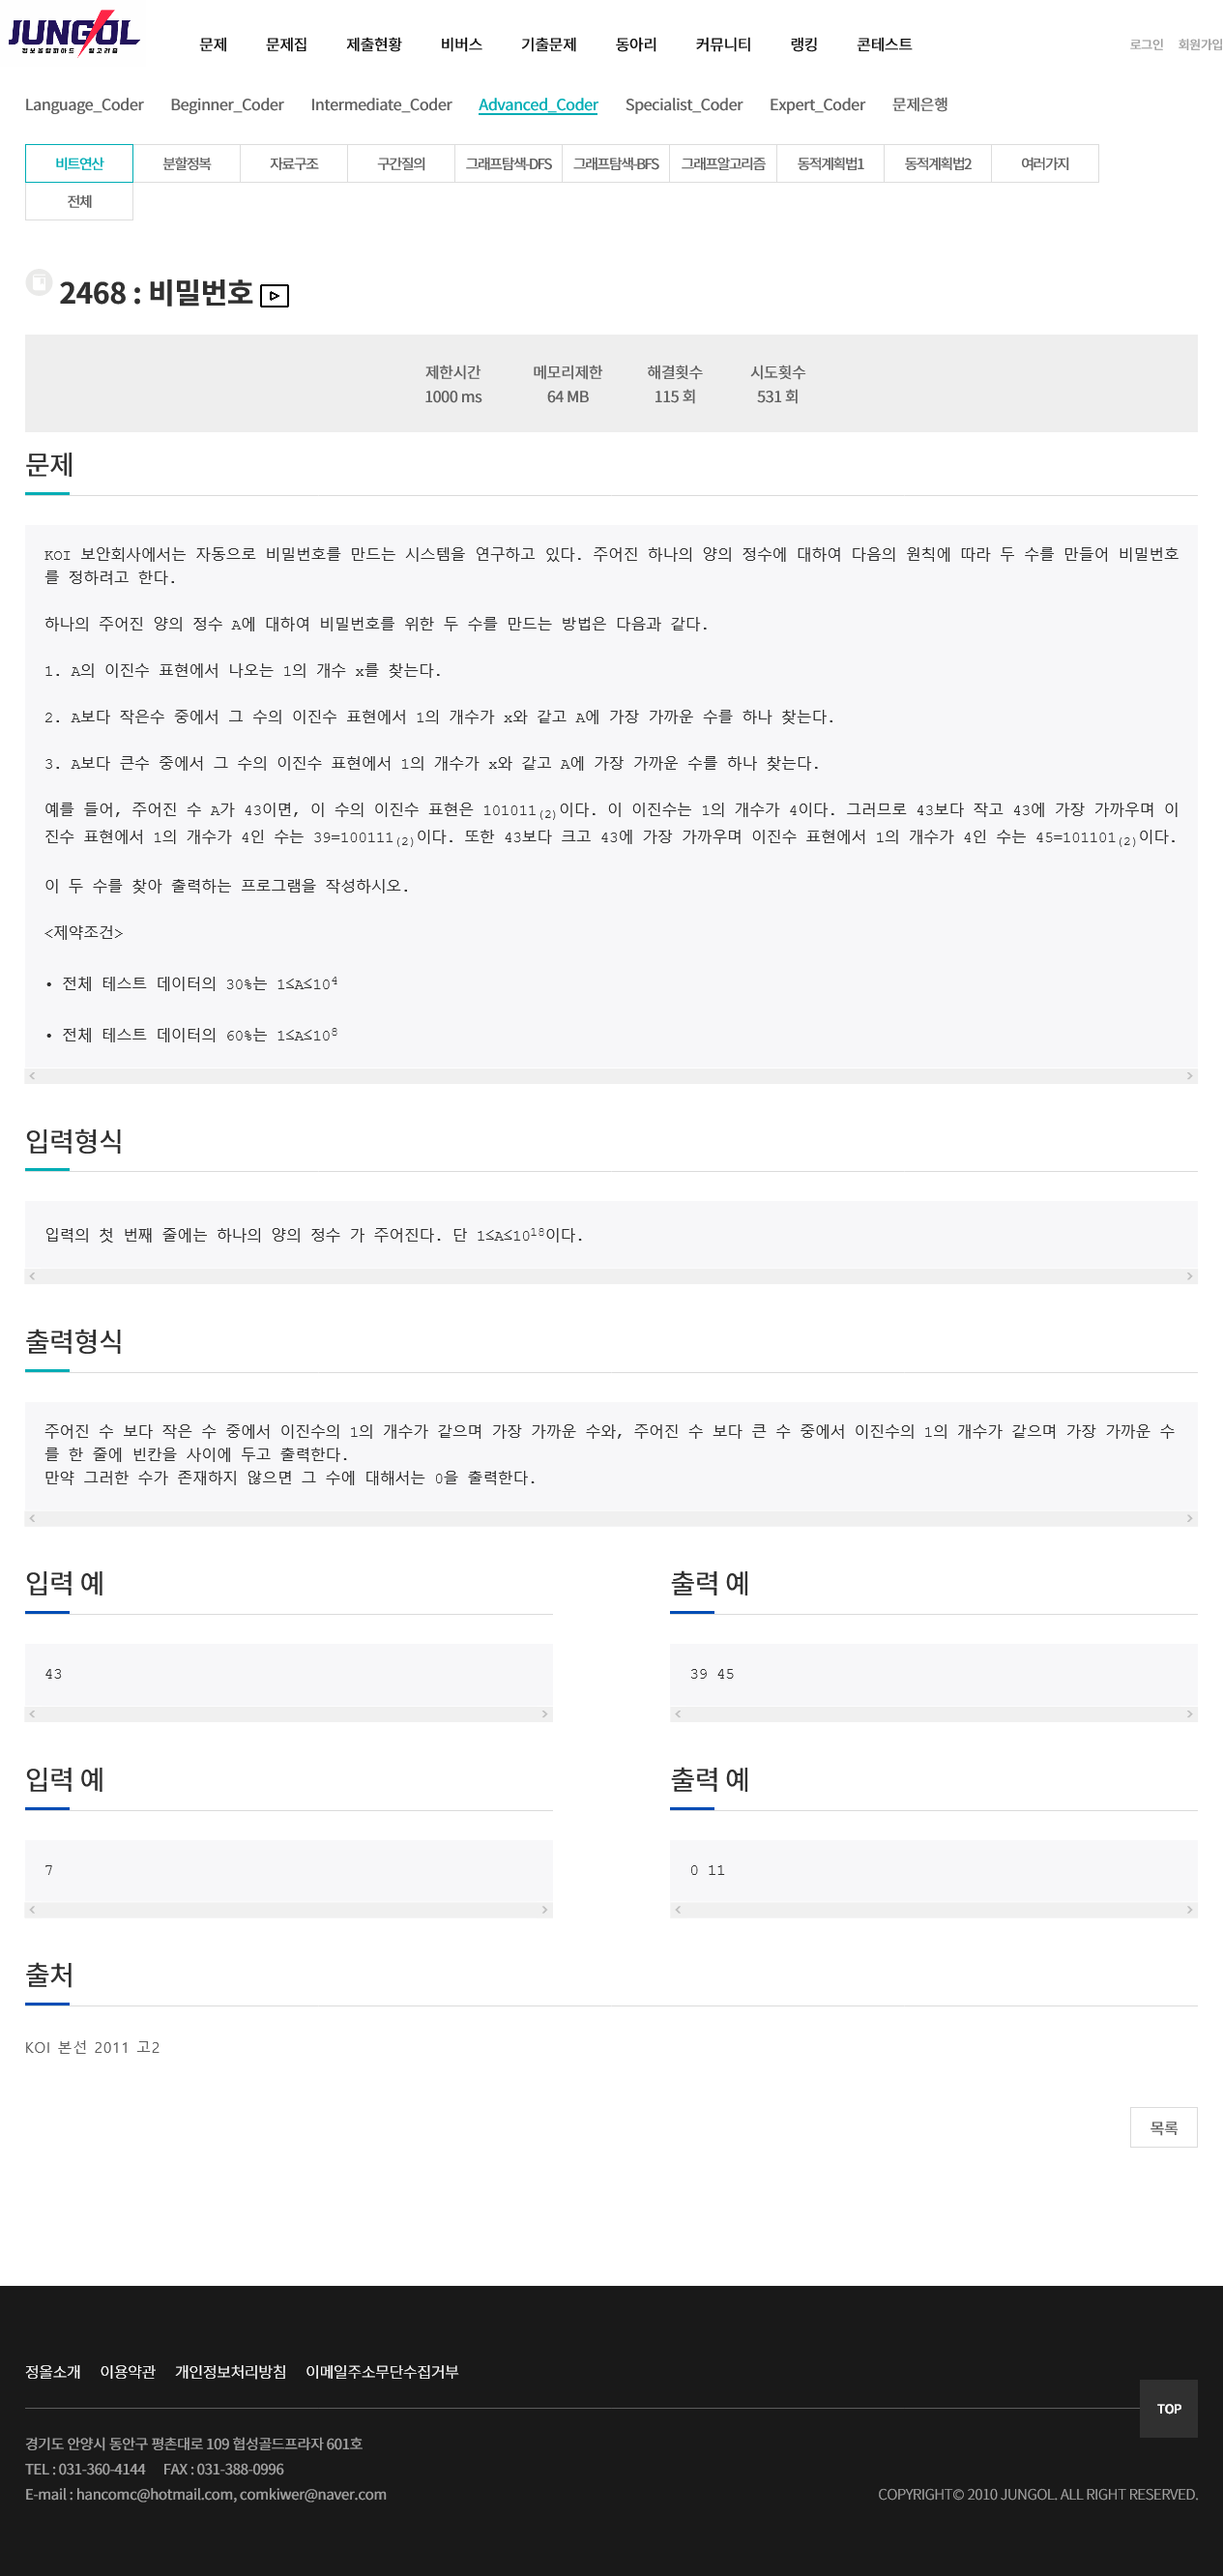 JUNGOL
정보올림피아드 & 알고리즘
문제 문제집 제출현황 비버스 기출문제 동아리 커뮤니티 랭킹 콘테스트 로그인 회원가입
Language_Coder Beginner_Coder Intermediate_Coder Advanced_Coder Specialist_Coder Expert_Coder 문제은행
비트연산 분할정복 자료구조 구간질의 그래프탐색-DFS 그래프탐색-BFS 그래프알고리즘 동적계획법1 동적계획법2 여러가지
전체
2468 : 비밀번호
제한시간 메모리제한 해결횟수 시도횟수
1000 ms 64 MB 115 회 531 회
문제
KOI 보안회사에서는 자동으로 비밀번호를 만드는 시스템을 연구하고 있다. 주어진 하나의 양의 정수에 대하여 다음의 원칙에 따라 두 수를 만들어 비밀번호
를 정하려고 한다.
하나의 주어진 양의 정수 A에 대하여 비밀번호를 위한 두 수를 만드는 방법은 다음과 같다.
1. A의 이진수 표현에서 나오는 1의 개수 x를 찾는다.
2. A보다 작은수 중에서 그 수의 이진수 표현에서 1의 개수가 x와 같고 A에 가장 가까운 수를 하나 찾는다.
3. A보다 큰수 중에서 그 수의 이진수 표현에서 1의 개수가 x와 같고 A에 가장 가까운 수를 하나 찾는다.
예를 들어, 주어진 수 A가 43이면, 이 수의 이진수 표현은 101011(2)이다. 이 이진수는 1의 개수가 4이다. 그러므로 43보다 작고 43에 가장 가까우며 이
진수 표현에서 1의 개수가 4인 수는 39=100111(2)이다. 또한 43보다 크고 43에 가장 가까우며 이진수 표현에서 1의 개수가 4인 수는 45=101101(2)이다.
이 두 수를 찾아 출력하는 프로그램을 작성하시오.
<제약조건>
• 전체 테스트 데이터의 30%는 1≤A≤10⁴
• 전체 테스트 데이터의 60%는 1≤A≤10⁸
입력형식
입력의 첫 번째 줄에는 하나의 양의 정수 가 주어진다. 단 1≤A≤10¹⁸이다.
출력형식
주어진 수 보다 작은 수 중에서 이진수의 1의 개수가 같으며 가장 가까운 수와, 주어진 수 보다 큰 수 중에서 이진수의 1의 개수가 같으며 가장 가까운 수
를 한 줄에 빈칸을 사이에 두고 출력한다.
만약 그러한 수가 존재하지 않으면 그 수에 대해서는 0을 출력한다.
입력 예 출력 예
43 39 45
입력 예 출력 예
7 0 11
출처
KOI 본선 2011 고2
목록
정올소개 이용약관 개인정보처리방침 이메일주소무단수집거부
TOP
경기도 안양시 동안구 평촌대로 109 협성골드프라자 601호
TEL : 031-360-4144 FAX : 031-388-0996
E-mail : hancomc@hotmail.com, comkiwer@naver.com COPYRIGHT© 2010 JUNGOL. ALL RIGHT RESERVED.